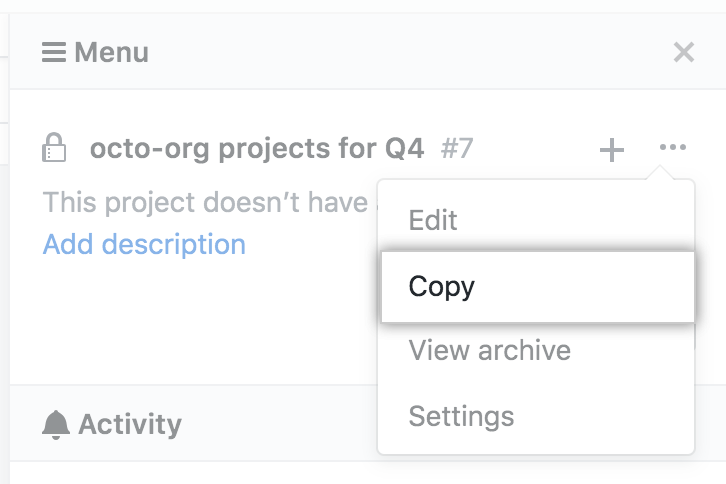 Menu
octo-org projects for Q4 #7
This project doesn’t have
Add description
Edit
Copy
View archive
Settings
Activity